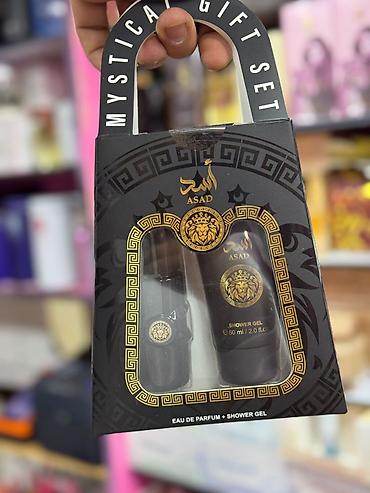 MYSTICAL GIFT SET
أسد
ASAD
أسد
ASAD
SHOWER GEL
℮60 ml / 2.0 fl.
EAU DE PARFUM + SHOWER GEL